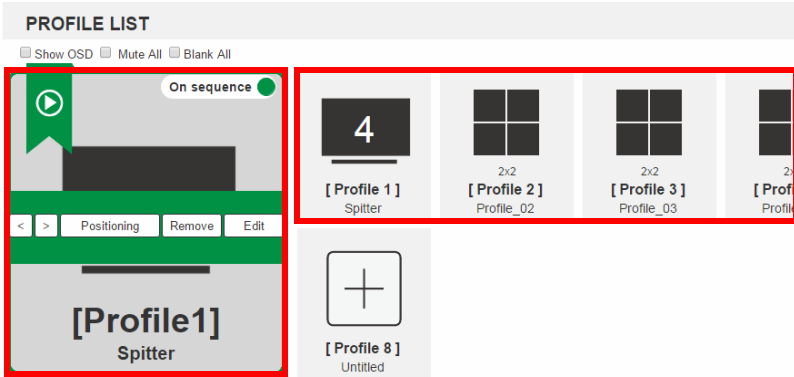 PROFILE LIST
Show OSD Mute All Blank All
On sequence
< > Positioning Remove Edit
[Profile1]
Spitter
4
[ Profile 1 ]
Spitter
2x2
[ Profile 2 ]
Profile_02
2x2
[ Profile 3 ]
Profile_03
[ Profile 8 ]
Untitled